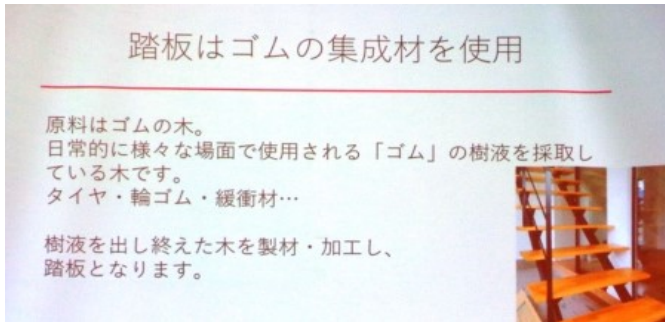 踏板はゴムの集成材を使用
原料はゴムの木。
日常的に様々な場面で使用される「ゴム」の樹液を採取し
ている木です。
タイヤ・輪ゴム・緩衝材…
樹液を出し終えた木を製材・加工し、
踏板となります。